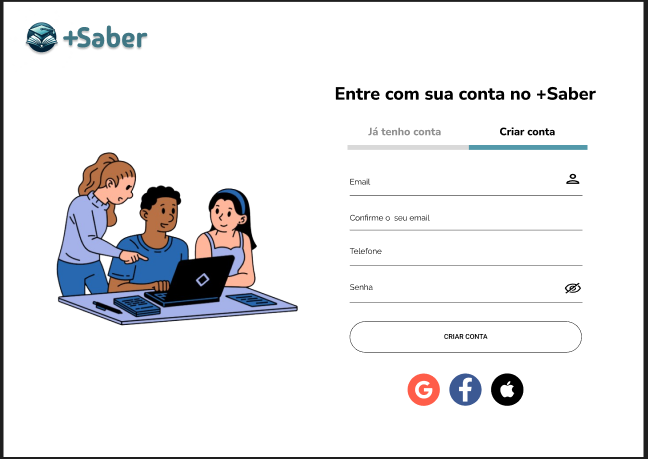 +Saber
Entre com sua conta no +Saber
Já tenho conta
Criar conta
Email
Confirme o seu email
Telefone
Senha
CRIAR CONTA